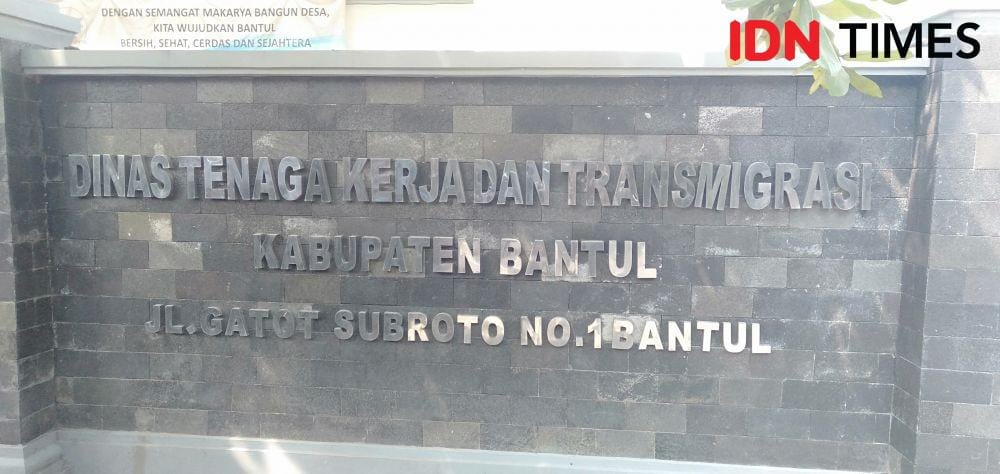 DENGAN SEMANGAT MAKARYA BANGUN DESA,
KITA WUJUDKAN BANTUL
BERSIH, SEHAT, CERDAS DAN SEJAHTERA
IDN TIMES
DINAS TENAGA KERJA DAN TRANSMIGRASI
KABUPATEN BANTUL
JL.GATOT SUBROTO NO.1 BANTUL